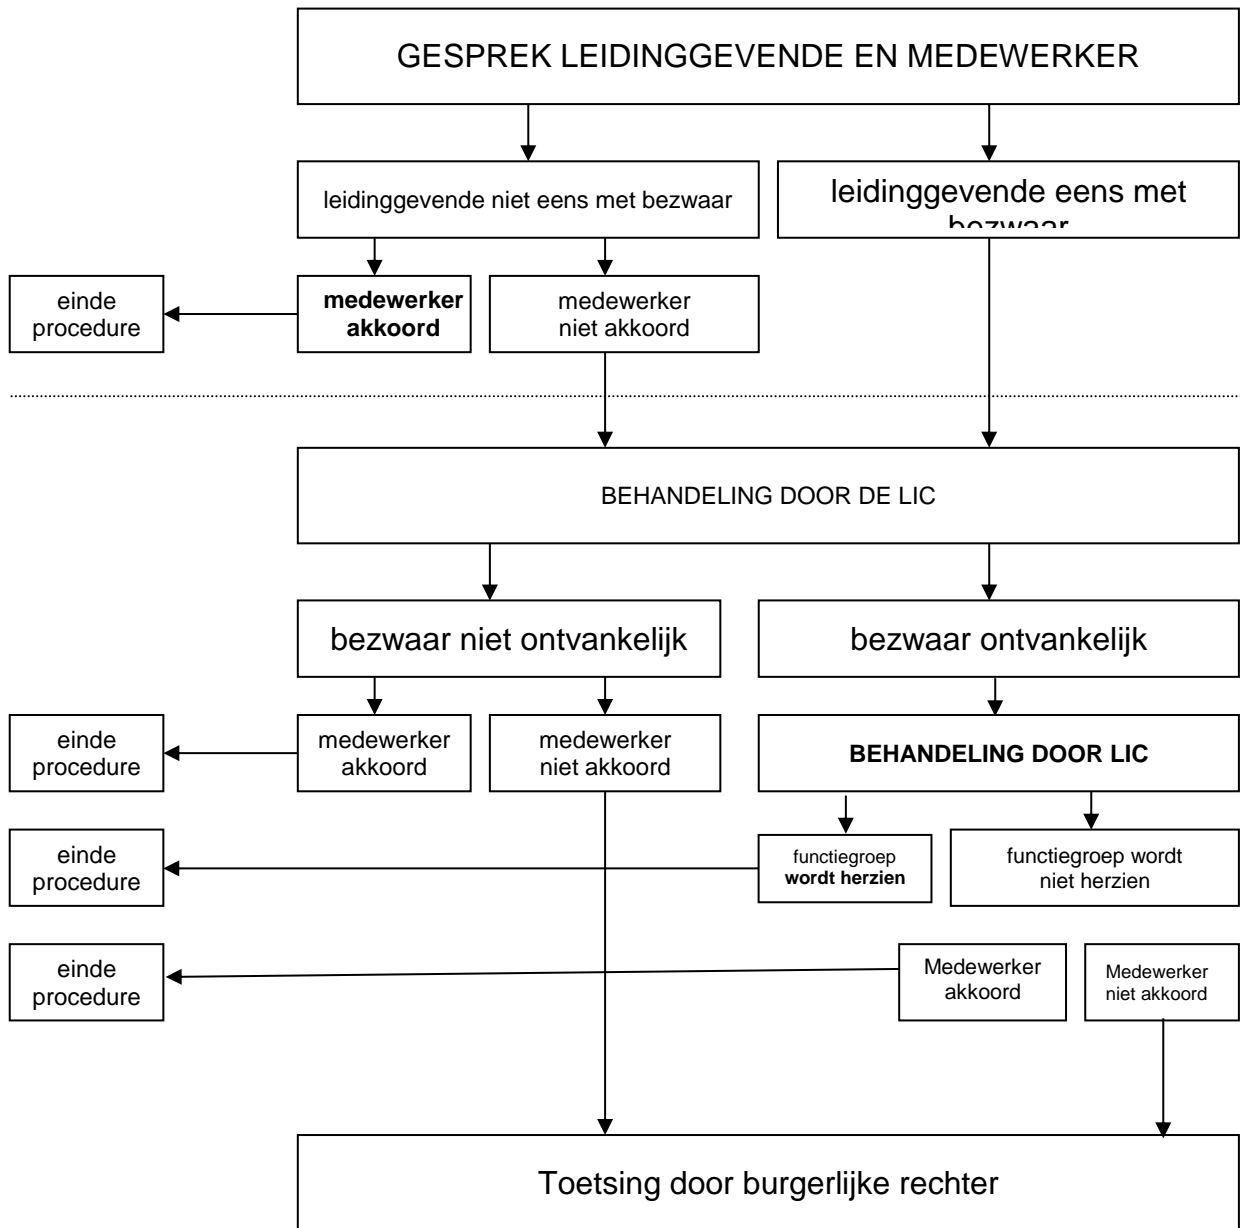 GESPREK LEIDINGGEVENDE EN MEDEWERKER
leidinggevende niet eens met bezwaar
leidinggevende eens met
bezwaar
einde
procedure
medewerker
akkoord
medewerker
niet akkoord
BEHANDELING DOOR DE LIC
bezwaar niet ontvankelijk
bezwaar ontvankelijk
einde
procedure
medewerker
akkoord
medewerker
niet akkoord
BEHANDELING DOOR LIC
einde
procedure
functiegroep
wordt herzien
functiegroep wordt
niet herzien
einde
procedure
Medewerker
akkoord
Medewerker
niet akkoord
Toetsing door burgerlijke rechter